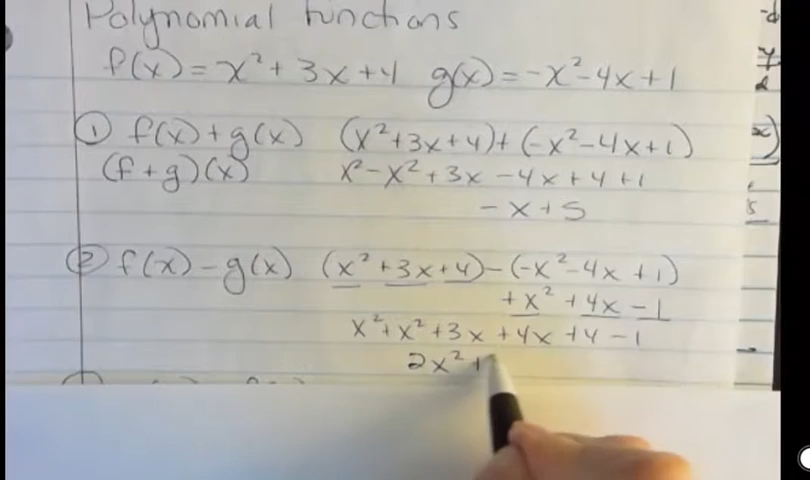 Polynomial functions
f(x) = x² + 3x + 4 g(x) = -x² - 4x + 1
① f(x) + g(x) (x² + 3x + 4) + (-x² - 4x + 1)
(f + g)(x) x² - x² + 3x - 4x + 4 + 1
- x + 5
② f(x) - g(x) (x² + 3x + 4) - (-x² - 4x + 1)
+ x² + 4x - 1
x² + x² + 3x + 4x + 4 - 1
2x² +